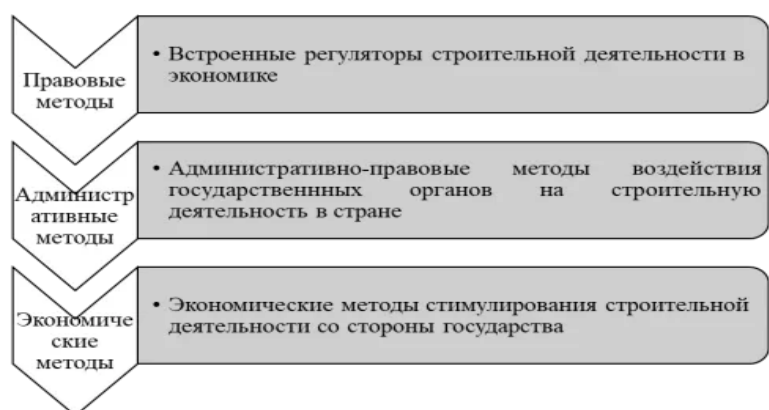 Правовые
методы
• Встроенные регуляторы строительной деятельности в
экономике
Администр
ативные
методы
• Административно-правовые методы воздействия
государственнных органов на строительную
деятельность в стране
Экономиче
ские
методы
• Экономические методы стимулирования строительной
деятельности со стороны государства